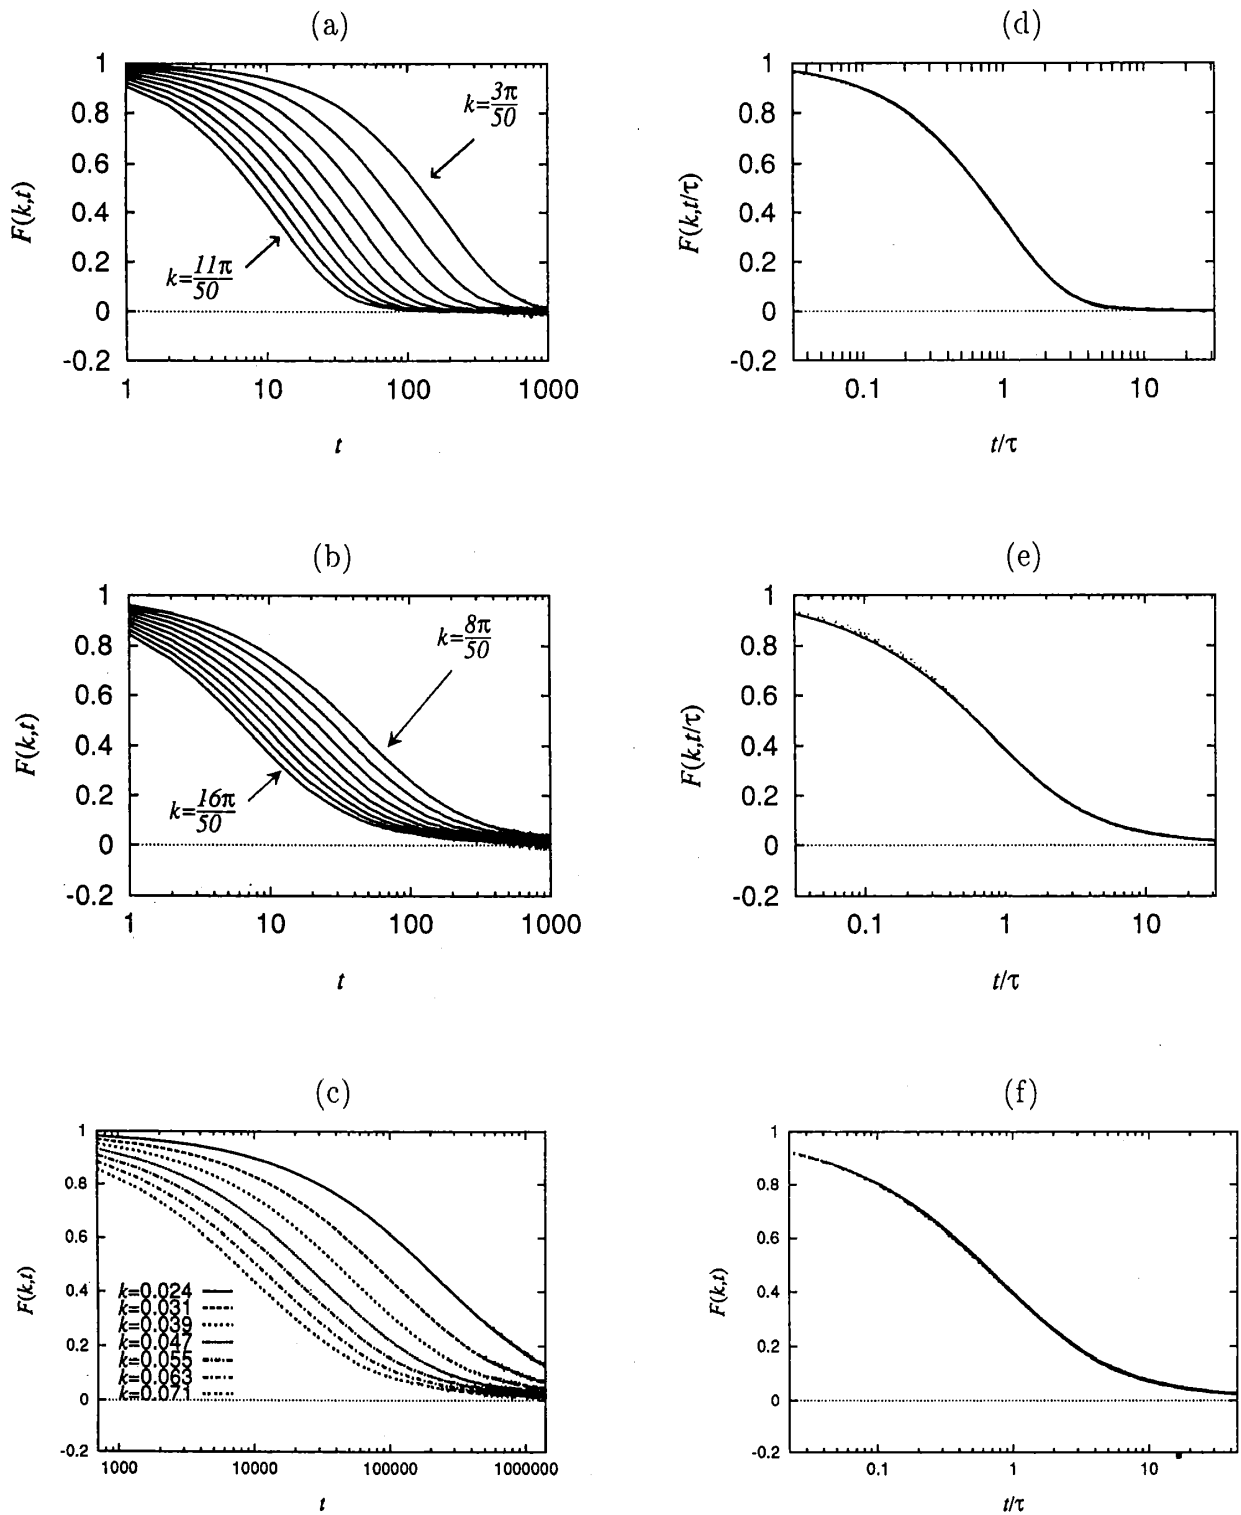 (a)
1
0.8
0.6
0.4
0.2
0
-0.2
F(k,t)
k=3π/50
k=11π/50
1 10 100 1000
t
(d)
1
0.8
0.6
0.4
0.2
0
-0.2
F(k,t/τ)
0.1 1 10
t/τ
(b)
1
0.8
0.6
0.4
0.2
0
-0.2
F(k,t)
k=8π/50
k=16π/50
1 10 100 1000
t
(e)
1
0.8
0.6
0.4
0.2
0
-0.2
F(k,t/τ)
0.1 1 10
t/τ
(c)
1
0.8
0.6
0.4
0.2
0
-0.2
F(k,t)
k=0.024
k=0.031
k=0.039
k=0.047
k=0.055
k=0.063
k=0.071
1000 10000 100000 1000000
t
(f)
1
0.8
0.6
0.4
0.2
0
-0.2
F(k,t)
0.1 1 10
t/τ